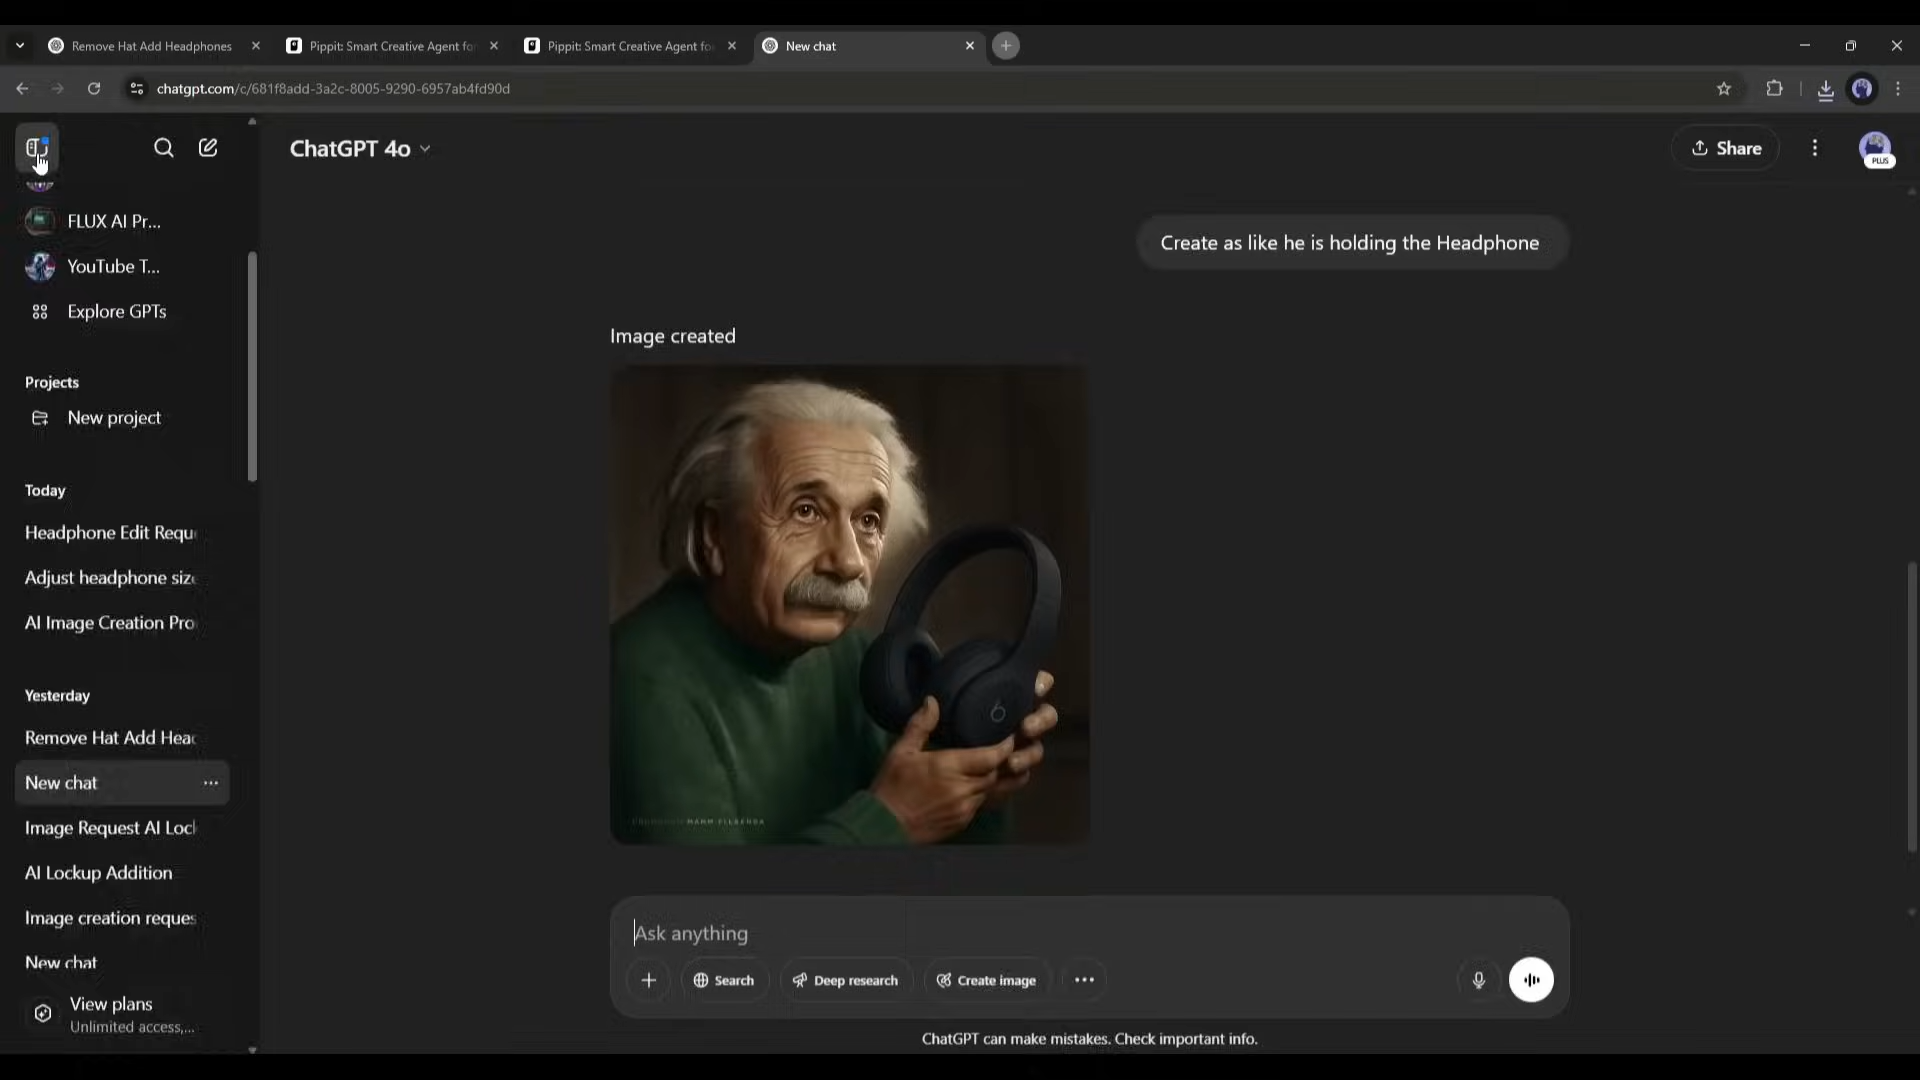 Remove Hat Add Headphones
Pippit: Smart Creative Agent fo
Pippit: Smart Creative Agent fo
New chat
chatgpt.com/c/681f8add-3a2c-8005-9290-6957ab4fd90d
ChatGPT 4o
Share
PLUS
FLUX AI Pr...
YouTube T...
Explore GPTs
Projects
New project
Today
Headphone Edit Requ
Adjust headphone size
AI Image Creation Pro
Yesterday
Remove Hat Add Head
New chat
Image Request AI Lock
AI Lockup Addition
Image creation reques
New chat
View plans
Unlimited access,...
Create as like he is holding the Headphone
Image created
Ask anything
Search
Deep research
Create image
ChatGPT can make mistakes. Check important info.